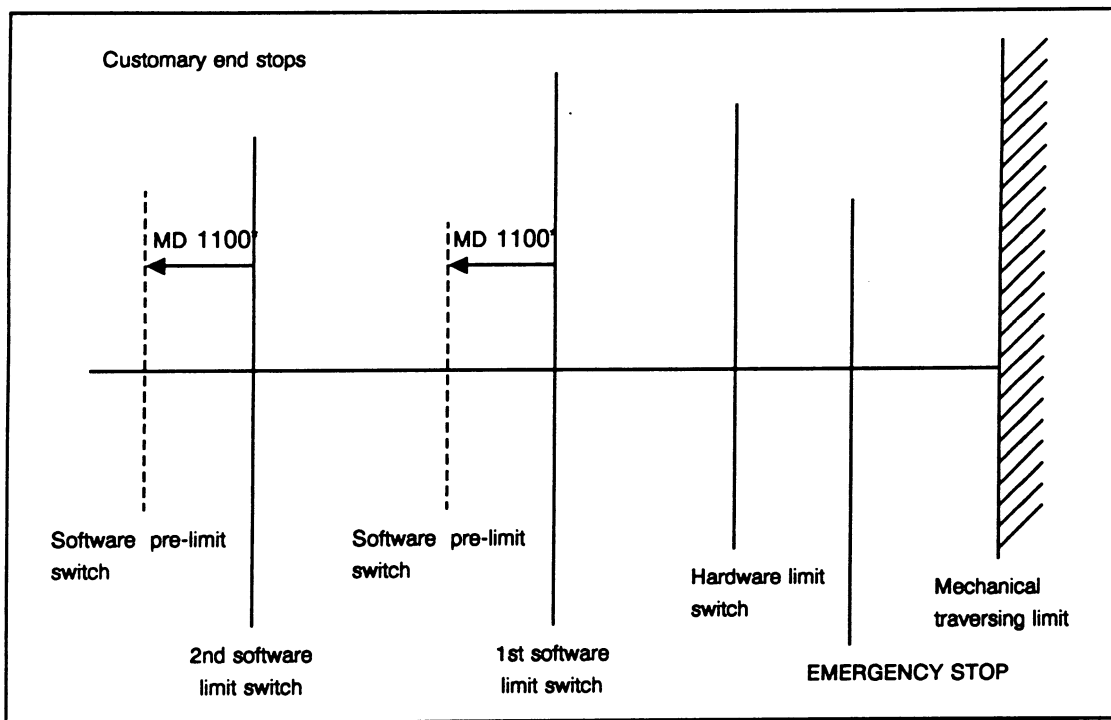 Customary end stops
MD 1100*
MD 1100*
Software pre-limit
switch
Software pre-limit
switch
Hardware limit
switch
Mechanical
traversing limit
2nd software
limit switch
1st software
limit switch
EMERGENCY STOP